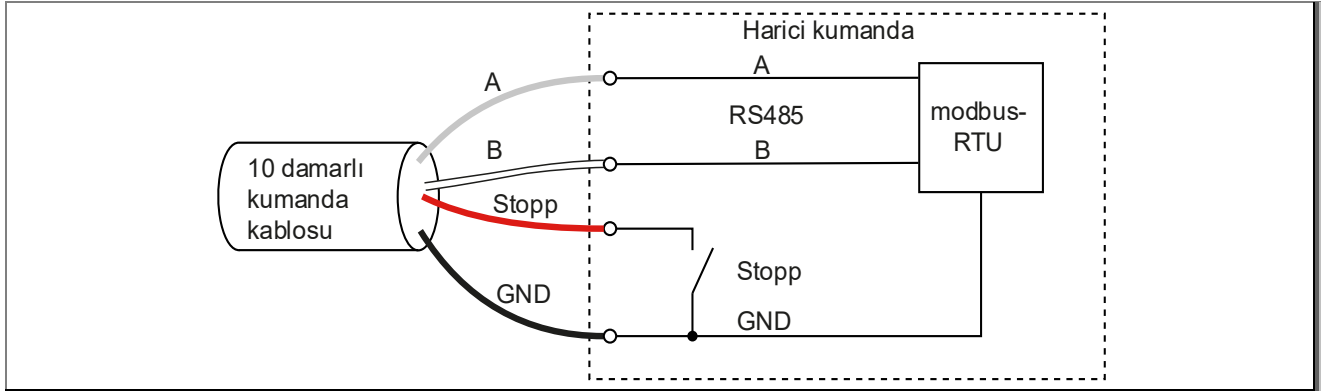 Harici kumanda
A
A
RS485
modbus-
RTU
B
B
10 damarlı
kumanda
kablosu
Stopp
Stopp
GND
GND